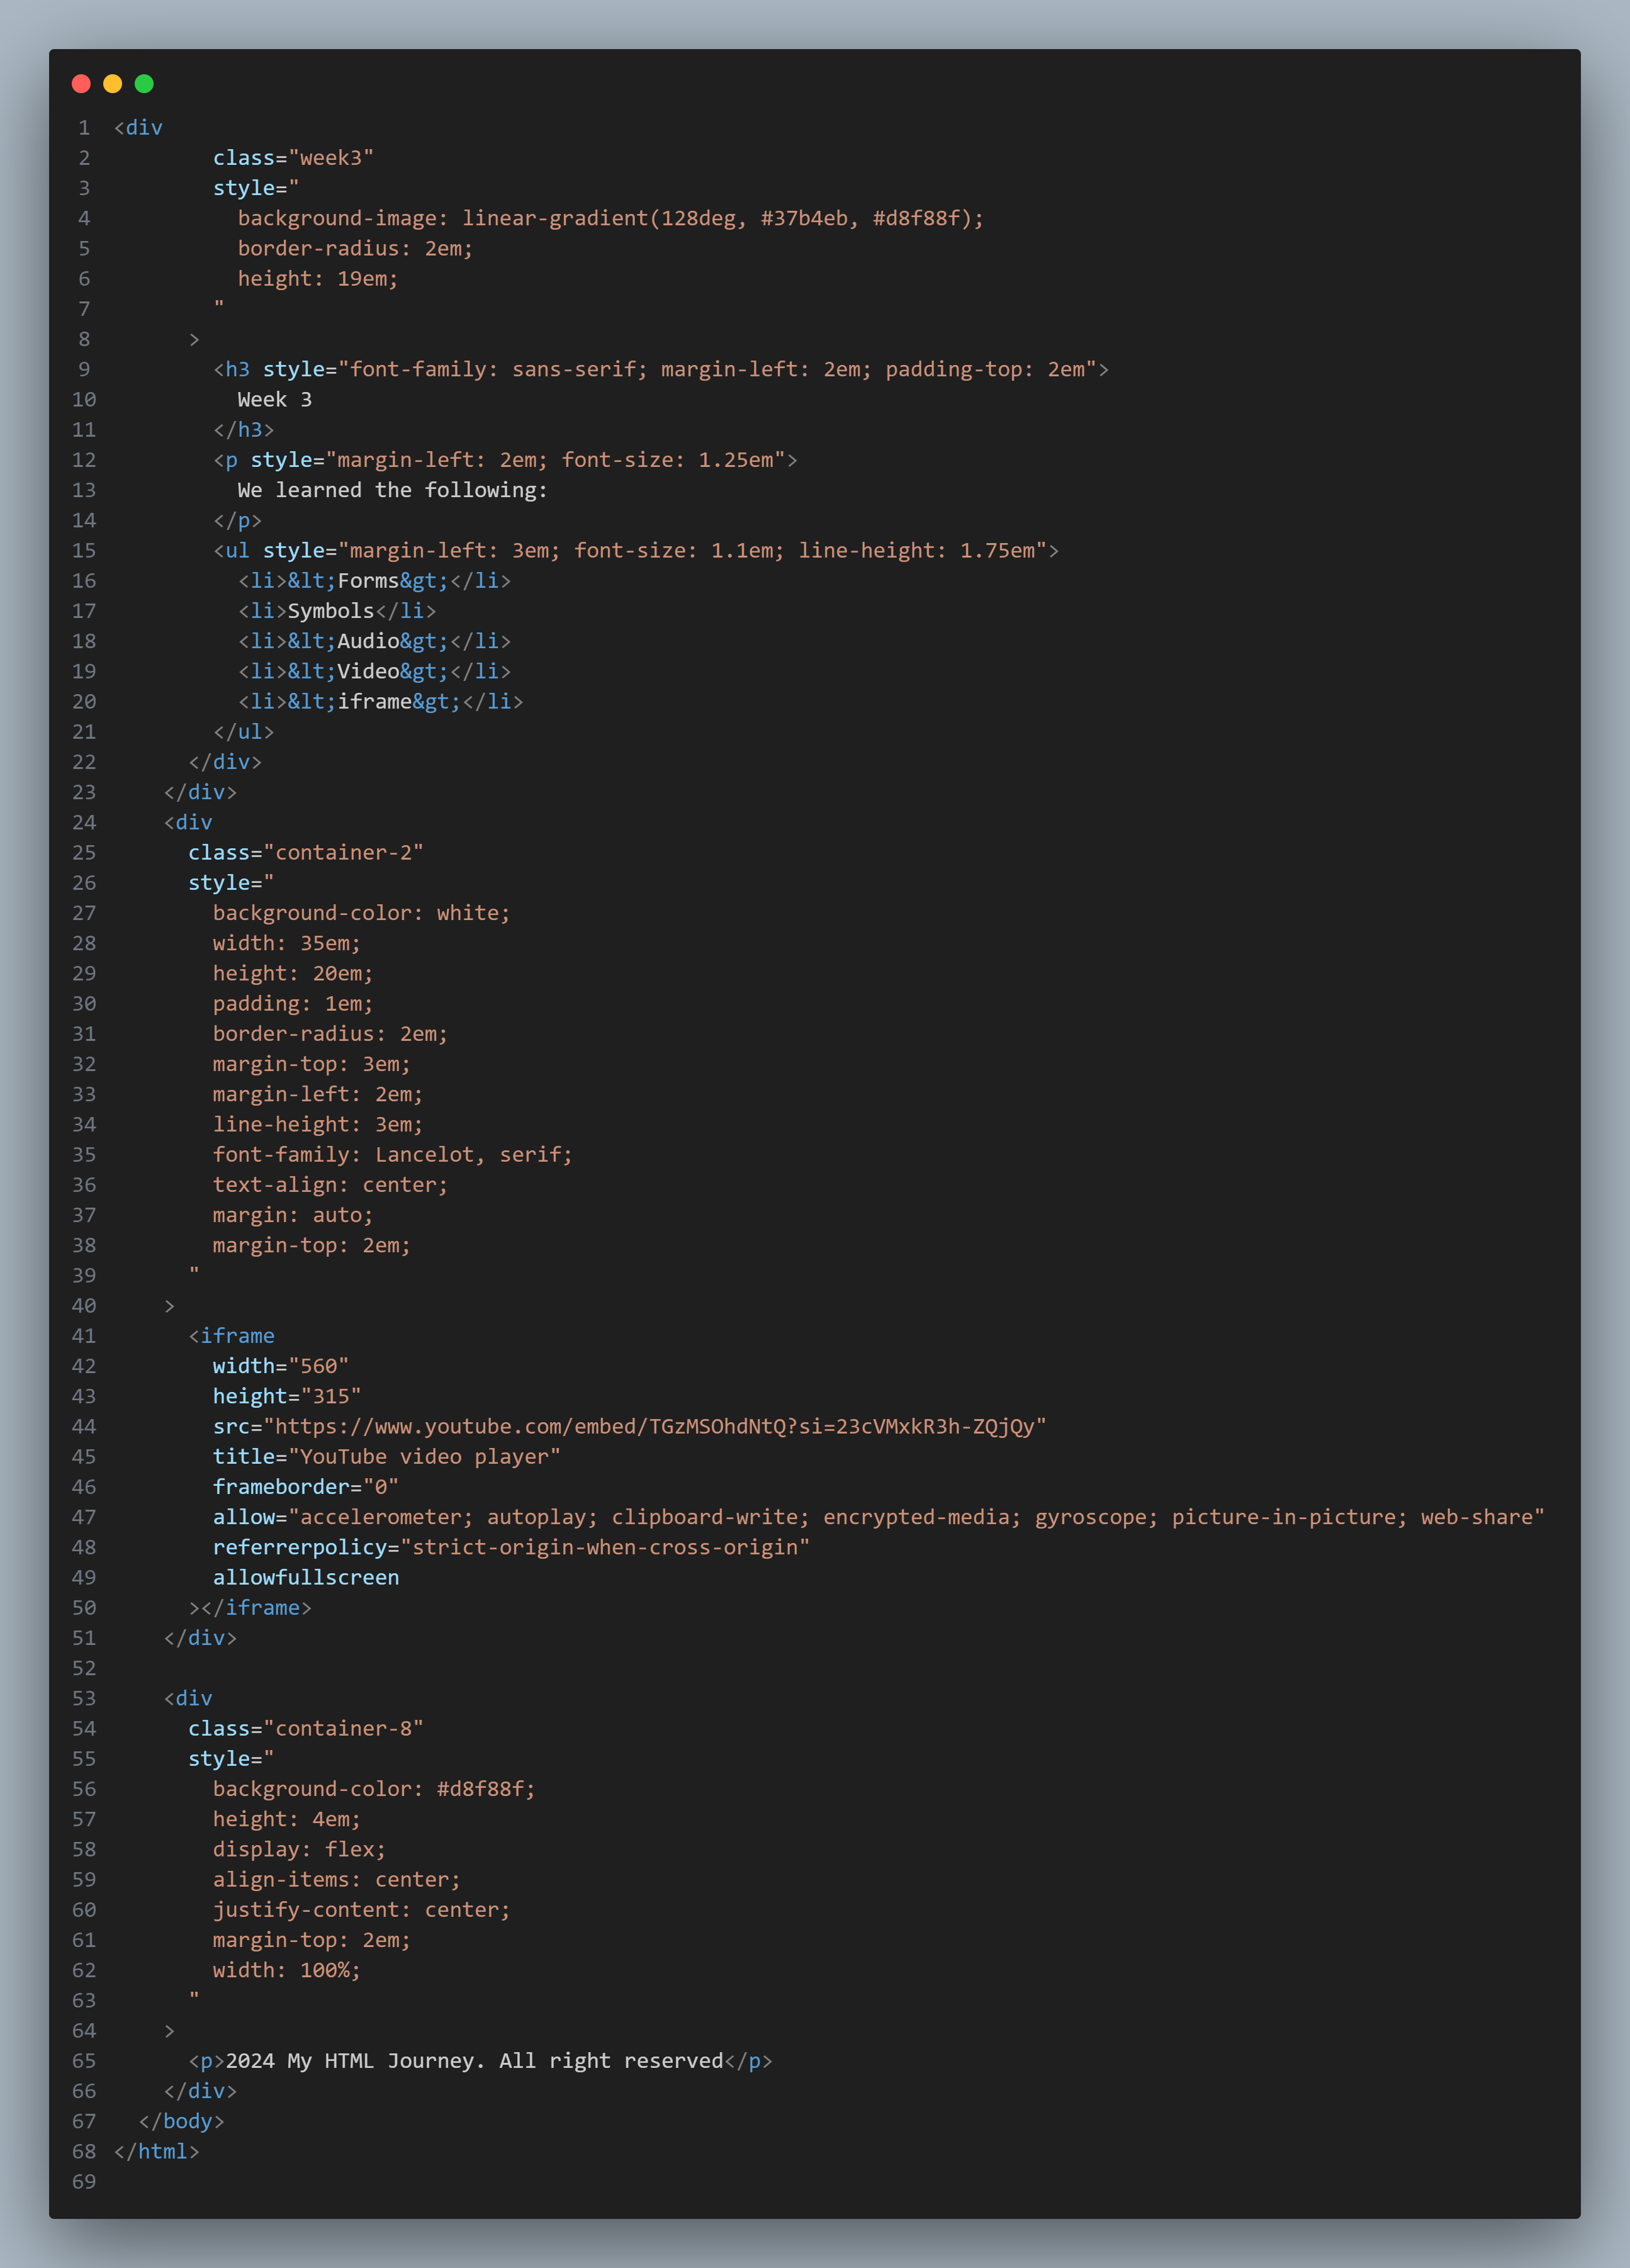 1 <div
2         class="week3"
3         style="
4           background-image: linear-gradient(128deg, #37b4eb, #d8f88f);
5           border-radius: 2em;
6           height: 19em;
7         "
8       >
9         <h3 style="font-family: sans-serif; margin-left: 2em; padding-top: 2em">
10           Week 3
11         </h3>
12         <p style="margin-left: 2em; font-size: 1.25em">
13           We learned the following:
14         </p>
15         <ul style="margin-left: 3em; font-size: 1.1em; line-height: 1.75em">
16           <li>&lt;Forms&gt;</li>
17           <li>Symbols</li>
18           <li>&lt;Audio&gt;</li>
19           <li>&lt;Video&gt;</li>
20           <li>&lt;iframe&gt;</li>
21         </ul>
22       </div>
23     </div>
24     <div
25       class="container-2"
26       style="
27         background-color: white;
28         width: 35em;
29         height: 20em;
30         padding: 1em;
31         border-radius: 2em;
32         margin-top: 3em;
33         margin-left: 2em;
34         line-height: 3em;
35         font-family: Lancelot, serif;
36         text-align: center;
37         margin: auto;
38         margin-top: 2em;
39       "
40     >
41       <iframe
42         width="560"
43         height="315"
44         src="https://www.youtube.com/embed/TGzMSOhdNtQ?si=23cVMxkR3h-ZQjQy"
45         title="YouTube video player"
46         frameborder="0"
47         allow="accelerometer; autoplay; clipboard-write; encrypted-media; gyroscope; picture-in-picture; web-share"
48         referrerpolicy="strict-origin-when-cross-origin"
49         allowfullscreen
50       ></iframe>
51     </div>
52
53     <div
54       class="container-8"
55       style="
56         background-color: #d8f88f;
57         height: 4em;
58         display: flex;
59         align-items: center;
60         justify-content: center;
61         margin-top: 2em;
62         width: 100%;
63       "
64     >
65       <p>2024 My HTML Journey. All right reserved</p>
66     </div>
67   </body>
68 </html>
69